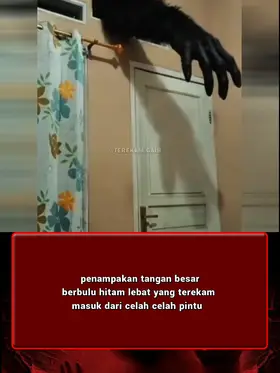 penampakan tangan besar
berbulu hitam lebat yang terekam
masuk dari celah celah pintu